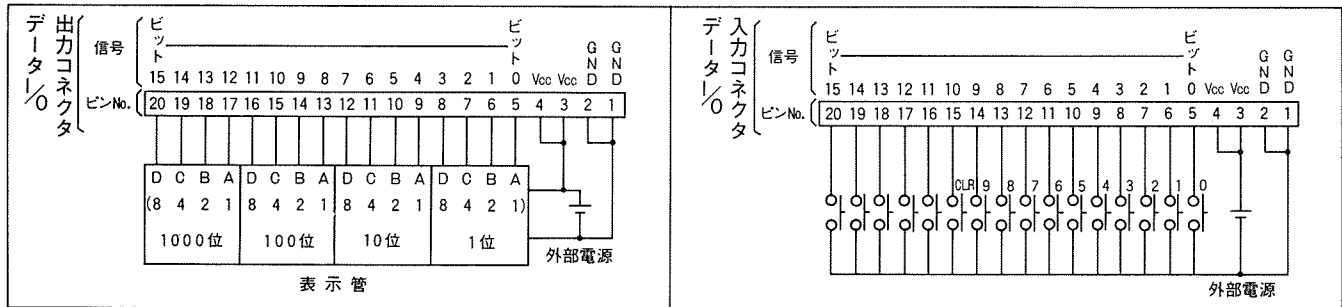 データI/O
出力コネクタ
信号
ビット ビット GND GND
15 14 13 12 11 10 9 8 7 6 5 4 3 2 1 0 Vcc Vcc
ピンNo. 20 19 18 17 16 15 14 13 12 11 10 9 8 7 6 5 4 3 2 1
D C B A D C B A D C B A D C B A
(8 4 2 1 8 4 2 1 8 4 2 1 8 4 2 1)
1000位 100位 10位 1位
外部電源
表示管
データI/O
入力コネクタ
信号
ビット ビット GND GND
15 14 13 12 11 10 9 8 7 6 5 4 3 2 1 0 Vcc Vcc
ピンNo. 20 19 18 17 16 15 14 13 12 11 10 9 8 7 6 5 4 3 2 1
CLR 9 8 7 6 5 4 3 2 1 0
外部電源